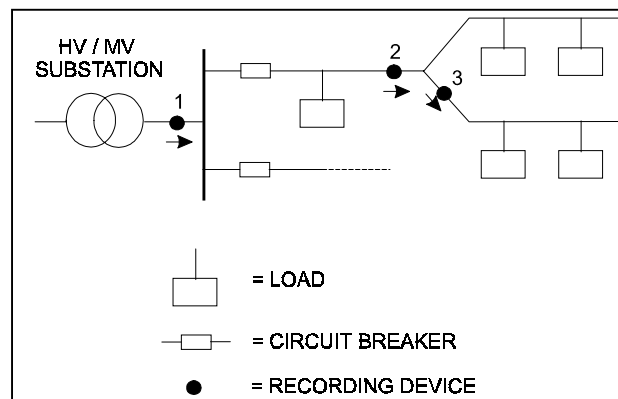 HV / MV
SUBSTATION
1
2
3
= LOAD
= CIRCUIT BREAKER
= RECORDING DEVICE